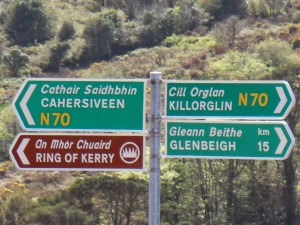 Cathair Saidhbhín
CAHERSIVEEN
N70
An Mhór Chuaird
RING OF KERRY
Cill Orglan
KILLORGLIN N70
Gleann Beithe km
GLENBEIGH 15